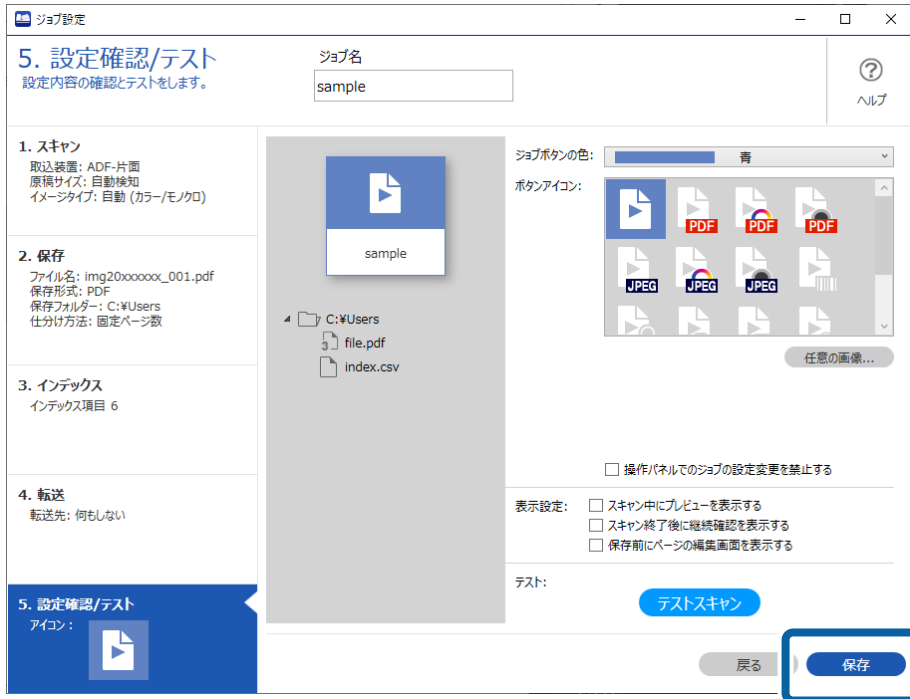 ジョブ設定
5. 設定確認/テスト
設定内容の確認とテストをします。
ジョブ名
sample
ヘルプ
1. スキャン
取込装置: ADF-片面
原稿サイズ: 自動検知
イメージタイプ: 自動 (カラー/モノクロ)
2. 保存
ファイル名: img20xxxxxx_001.pdf
保存形式: PDF
保存フォルダー: C:¥Users
仕分け方法: 固定ページ数
3. インデックス
インデックス項目 6
4. 転送
転送先: 何もしない
5. 設定確認/テスト
アイコン :
sample
C:¥Users
3 file.pdf
index.csv
ジョブボタンの色: 青
ボタンアイコン:
PDF PDF PDF
JPEG JPEG JPEG
任意の画像...
操作パネルでのジョブの設定変更を禁止する
表示設定: スキャン中にプレビューを表示する
スキャン終了後に継続確認を表示する
保存前にページの編集画面を表示する
テスト:
テストスキャン
戻る 保存